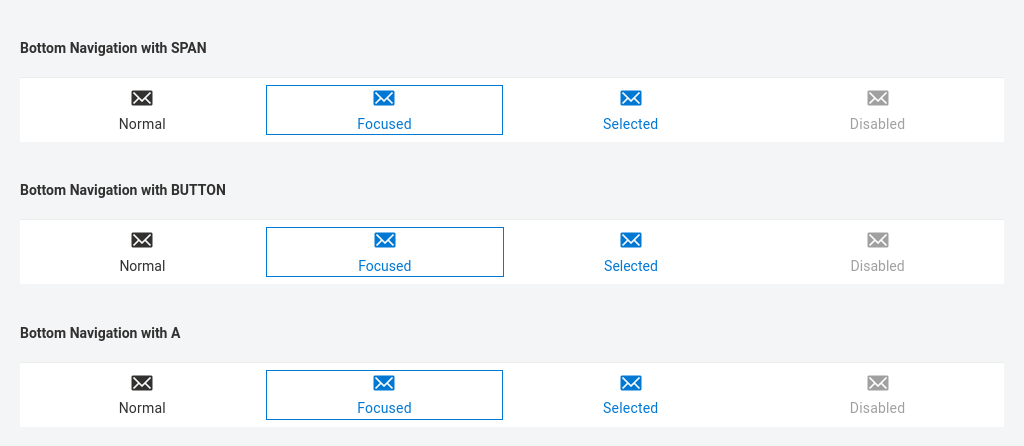 Bottom Navigation with SPAN
Normal Focused Selected Disabled
Bottom Navigation with BUTTON
Normal Focused Selected Disabled
Bottom Navigation with A
Normal Focused Selected Disabled